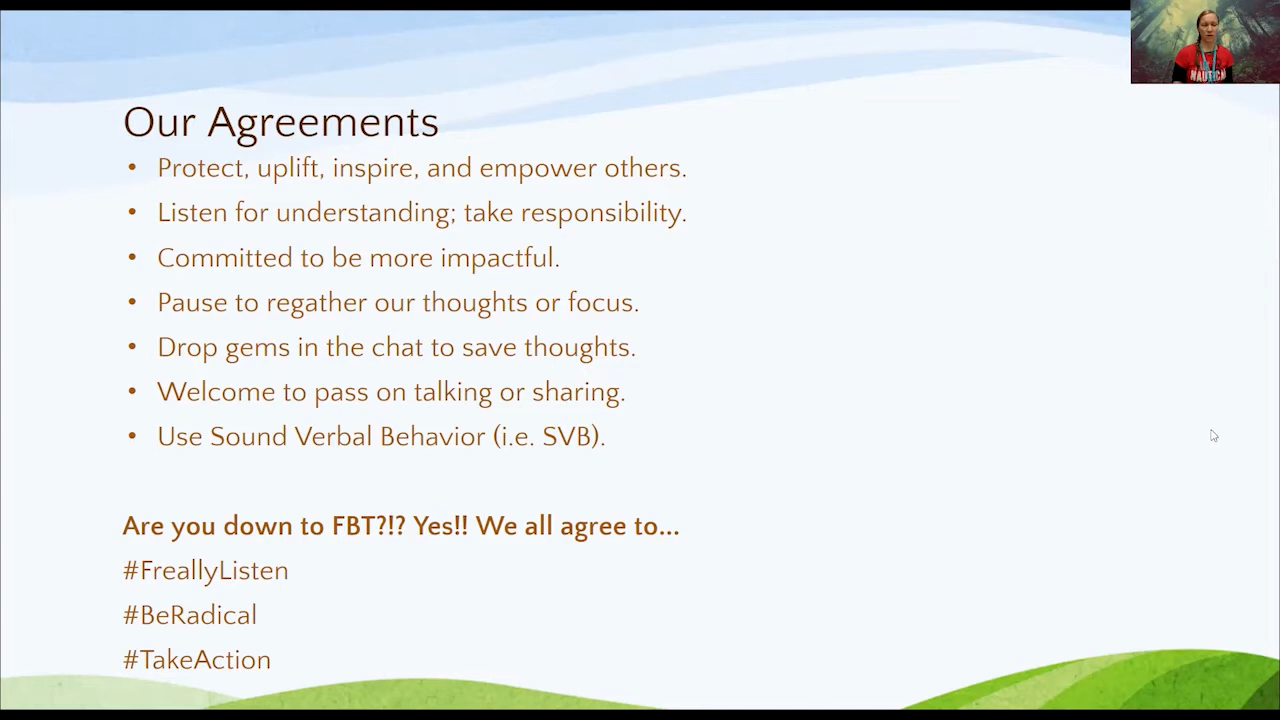 Our Agreements
• Protect, uplift, inspire, and empower others.
• Listen for understanding; take responsibility.
• Committed to be more impactful.
• Pause to regather our thoughts or focus.
• Drop gems in the chat to save thoughts.
• Welcome to pass on talking or sharing.
• Use Sound Verbal Behavior (i.e. SVB).
Are you down to FBT?!? Yes!! We all agree to...
#FreallyListen
#BeRadical
#TakeAction